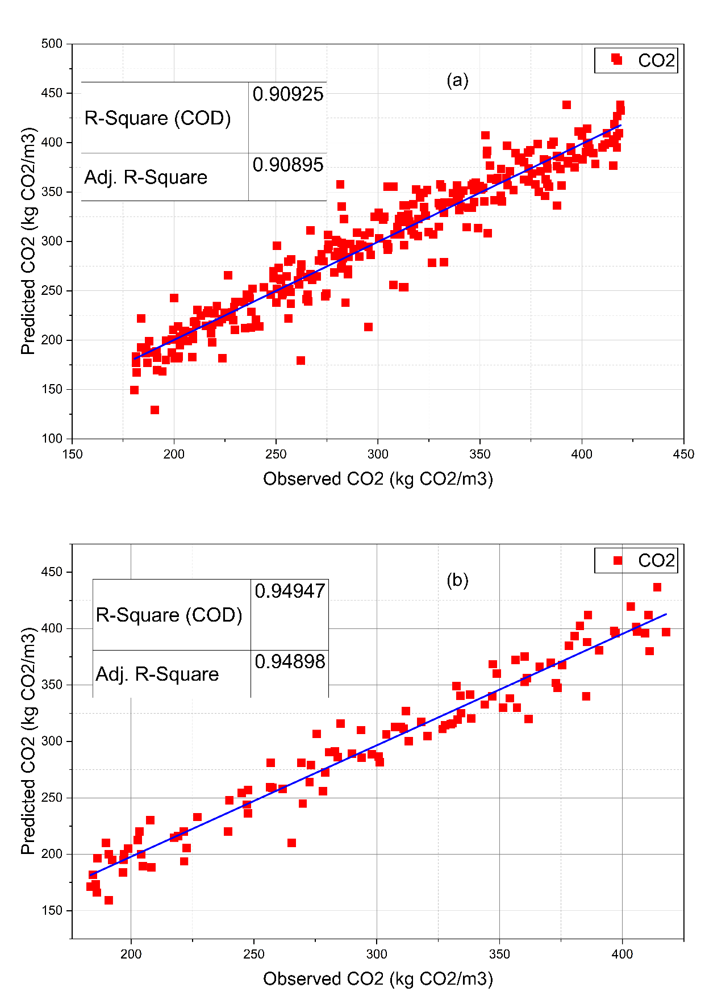 500
450
400
350
300
250
200
150
100
Predicted CO2 (kg CO2/m3)
CO2
(a)
R-Square (COD) 0.90925
Adj. R-Square 0.90895
150 200 250 300 350 400 450
Observed CO2 (kg CO2/m3)
450
400
350
300
250
200
150
Predicted CO2 (kg CO2/m3)
CO2
(b)
R-Square (COD) 0.94947
Adj. R-Square 0.94898
200 250 300 350 400
Observed CO2 (kg CO2/m3)